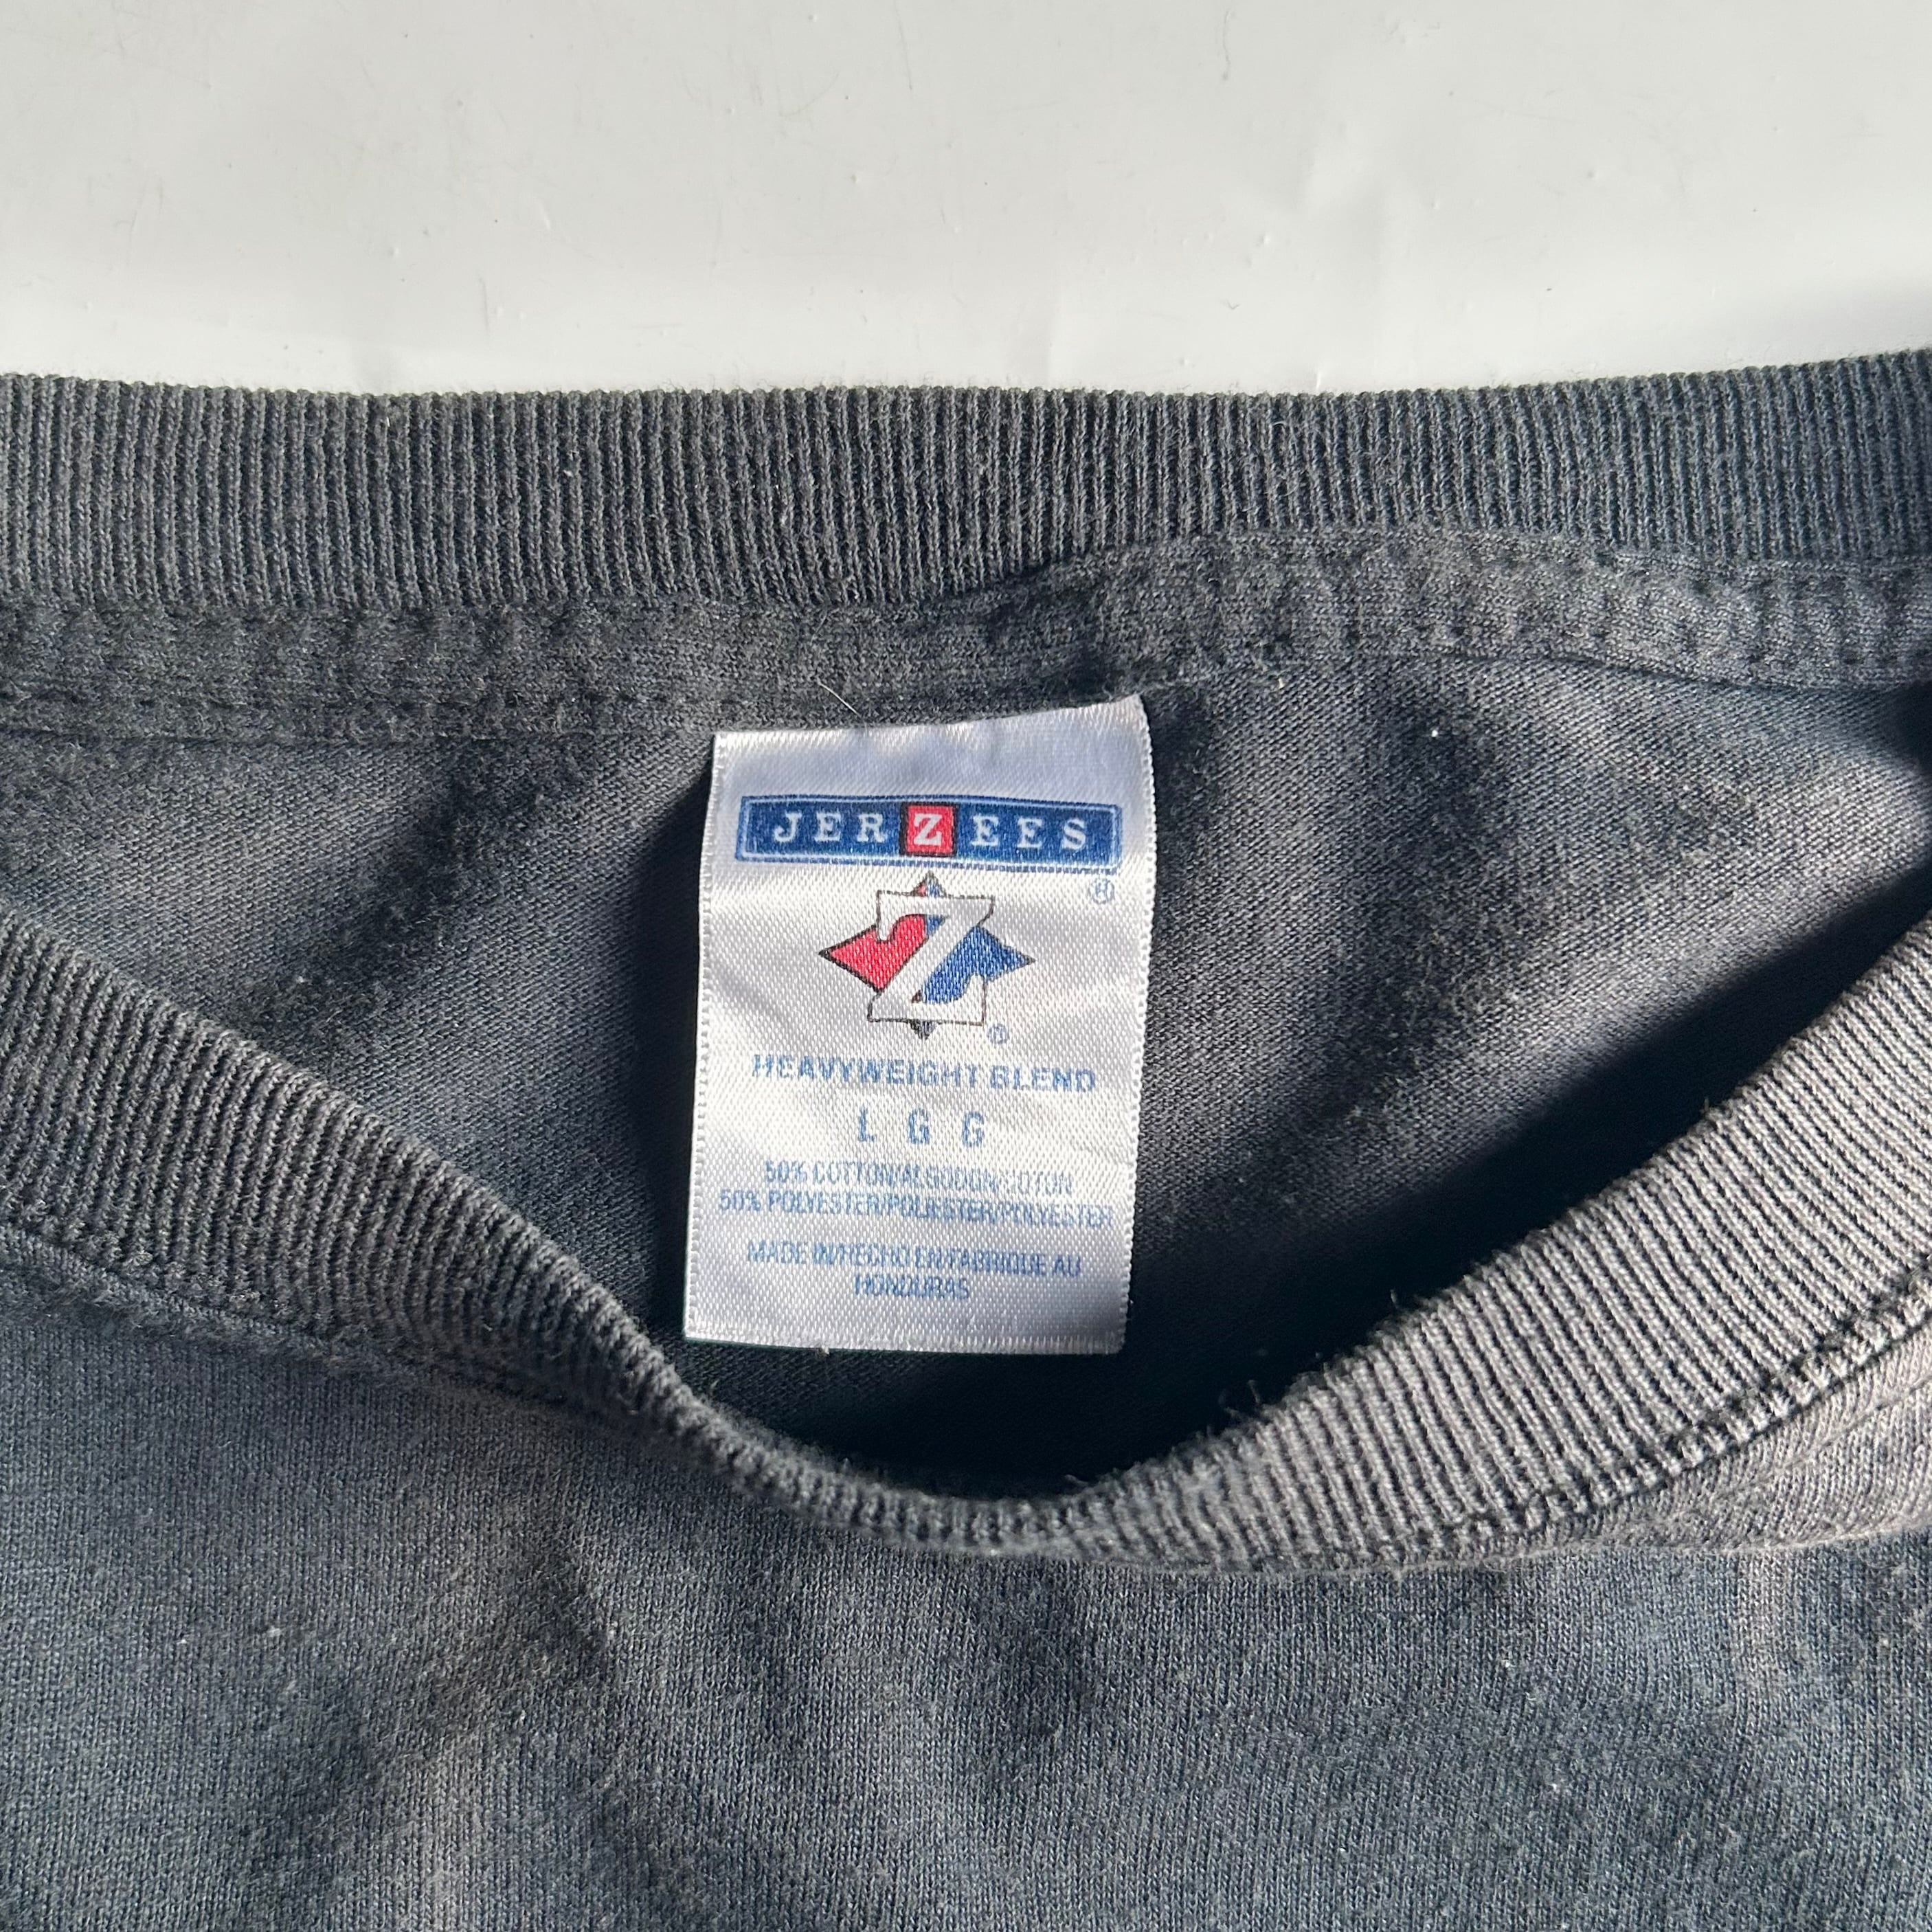 JERZEES
®
Z
®
HEAVYWEIGHT BLEND
L G G
50% COTTON/ALGODON/COTON
50% POLYESTER/POLIESTER/POLYESTER
MADE IN/HECHO EN/FABRIQUE AU
HONDURAS